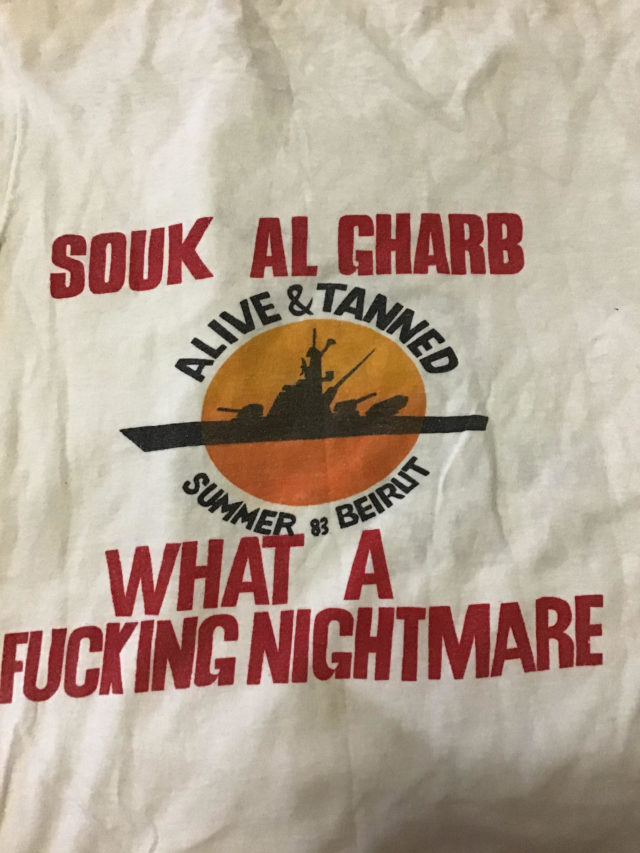 SOUK AL GHARB
ALIVE & TANNED
SUMMER 83 BEIRUT
WHAT A
FUCKING NIGHTMARE